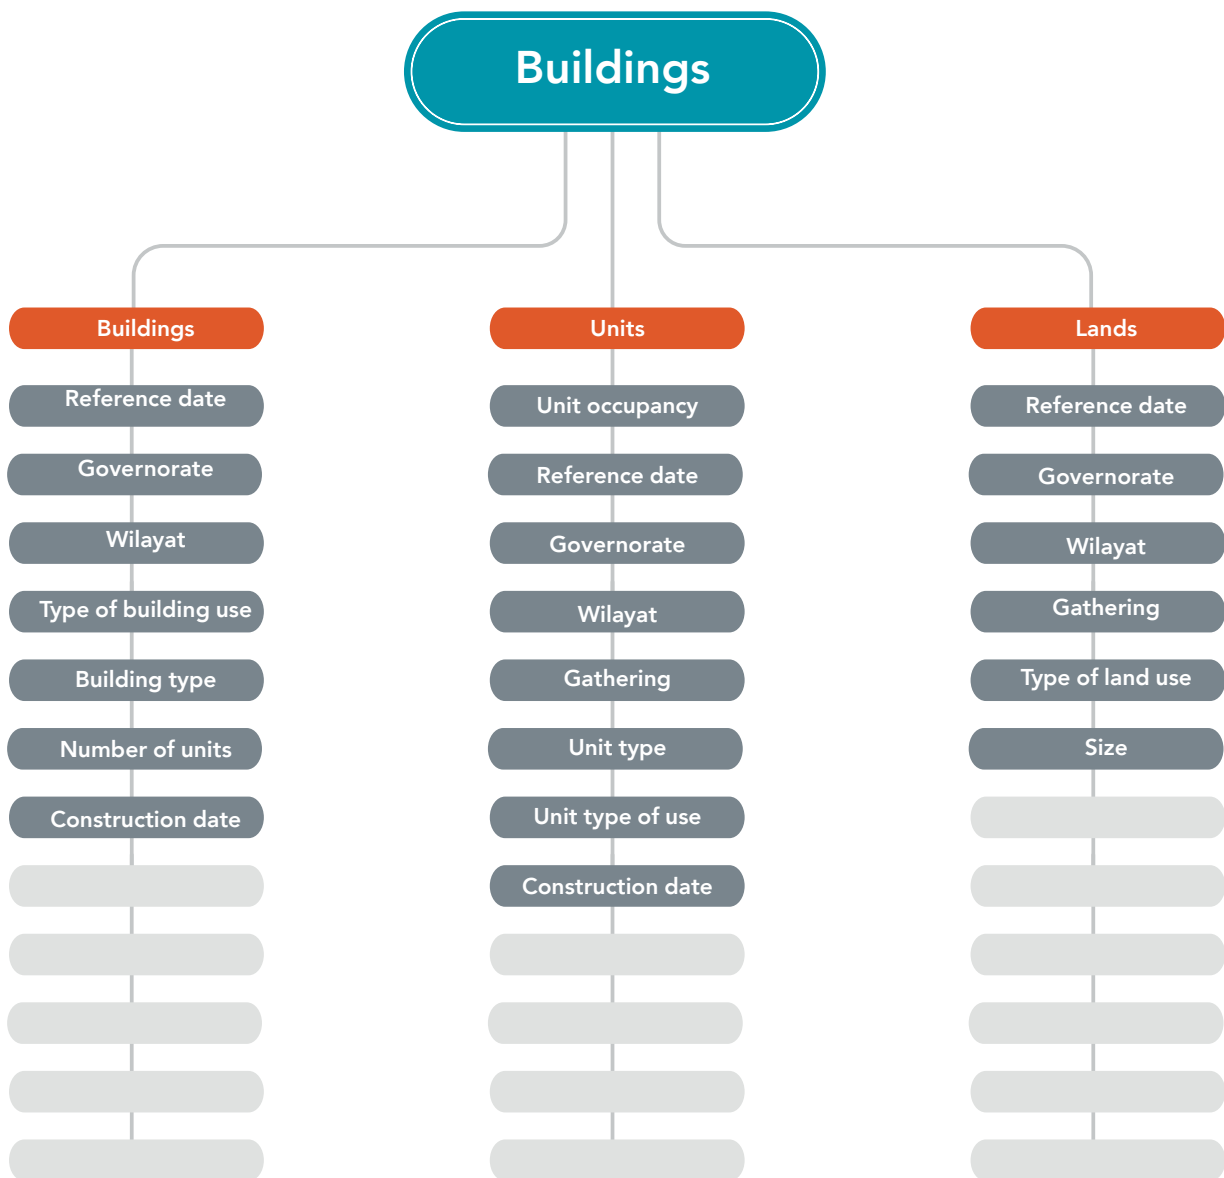 Buildings
Buildings
Reference date
Governorate
Wilayat
Type of building use
Building type
Number of units
Construction date
Units
Unit occupancy
Reference date
Governorate
Wilayat
Gathering
Unit type
Unit type of use
Construction date
Lands
Reference date
Governorate
Wilayat
Gathering
Type of land use
Size